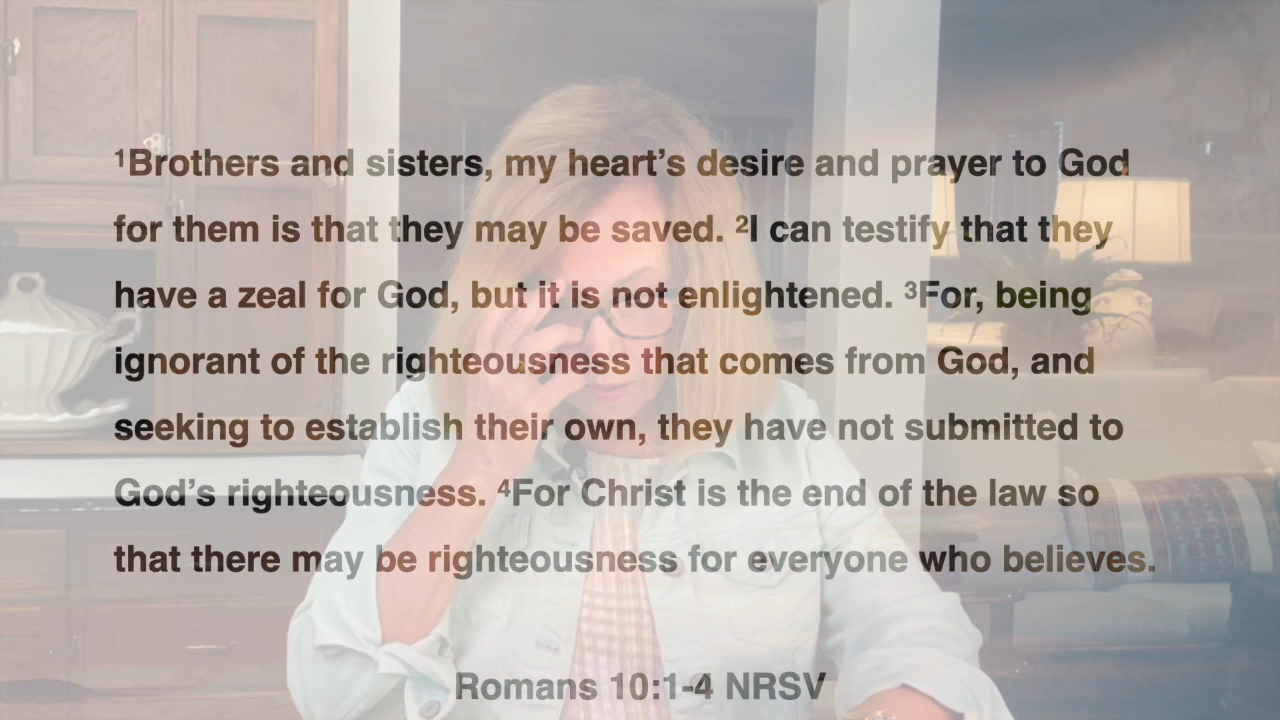 ¹Brothers and sisters, my heart’s desire and prayer to God
for them is that they may be saved. ²I can testify that they
have a zeal for God, but it is not enlightened. ³For, being
ignorant of the righteousness that comes from God, and
seeking to establish their own, they have not submitted to
God’s righteousness. ⁴For Christ is the end of the law so
that there may be righteousness for everyone who believes.
Romans 10:1-4 NRSV